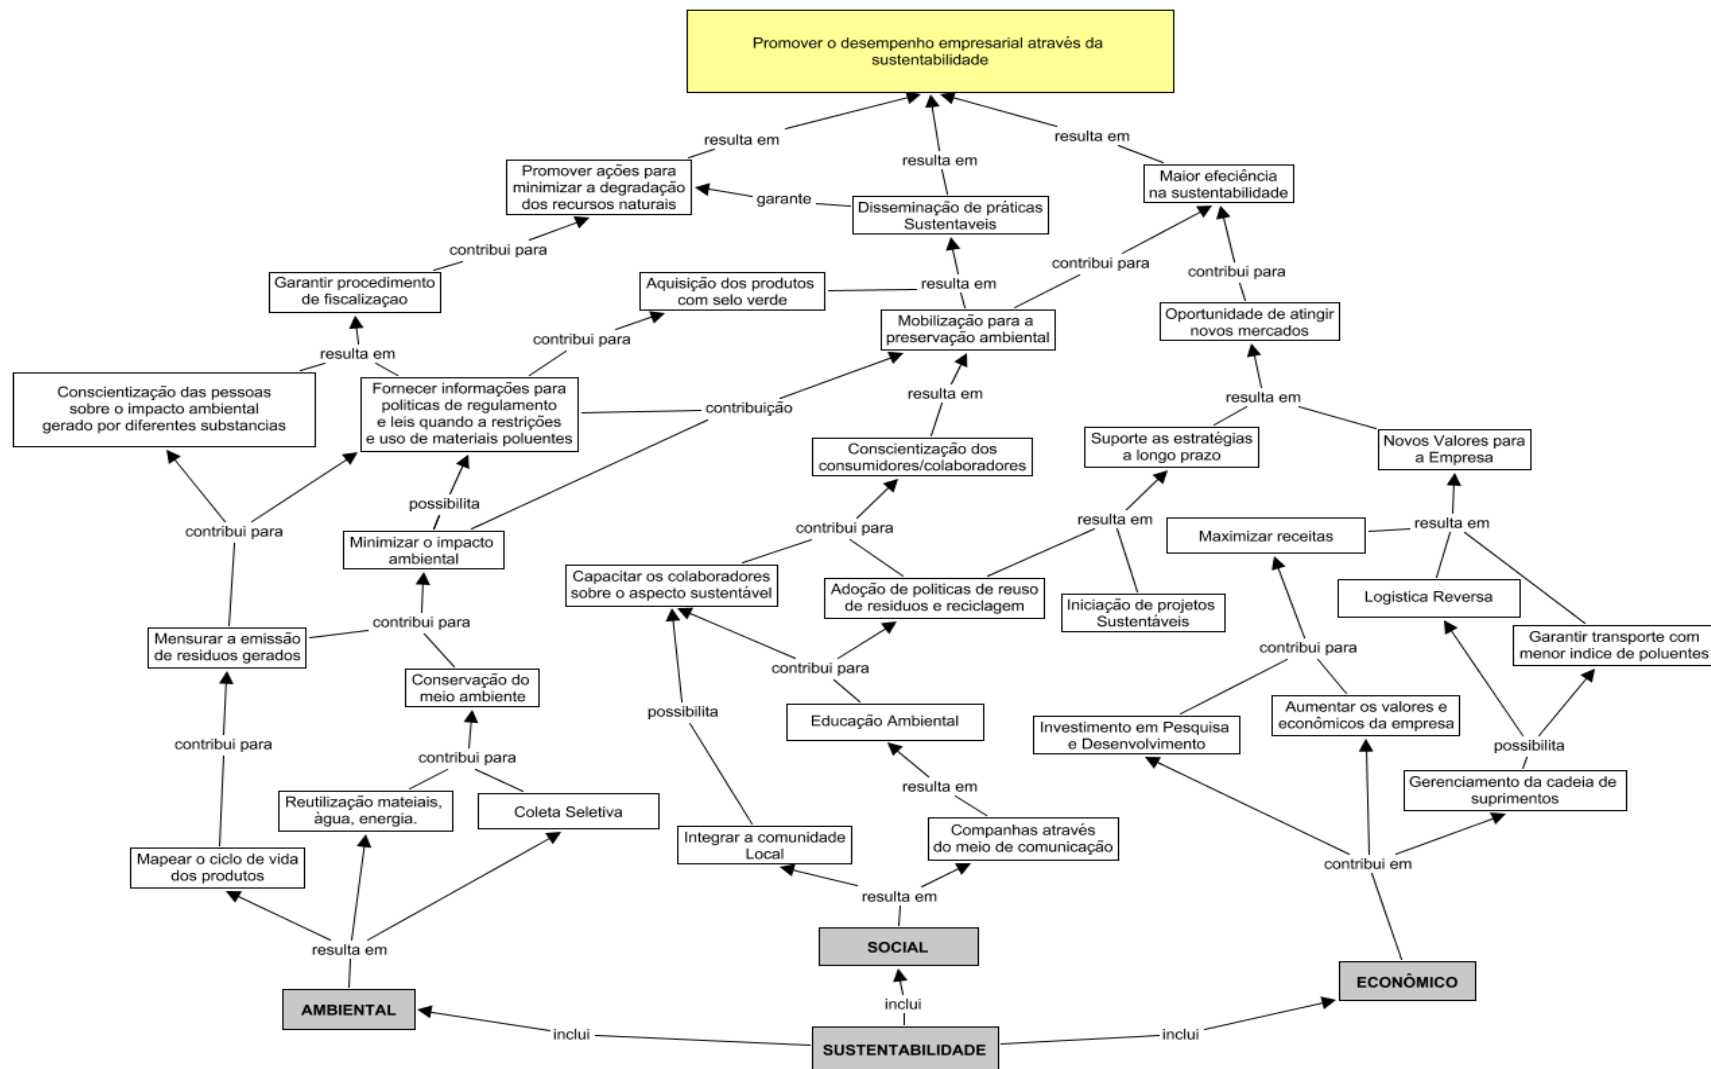 Promover o desempenho empresarial através da
sustentabilidade
resulta em
resulta em
resulta em
Promover ações para
minimizar a degradação
dos recursos naturais
garante
Disseminação de práticas
Sustentaveis
Maior efeciência
na sustentabilidade
contribui para
contribui para
contribui para
Garantir procedimento
de fiscalizaçao
Aquisição dos produtos
com selo verde
resulta em
Mobilização para a
preservação ambiental
Oportunidade de atingir
novos mercados
resulta em
contribui para
Conscientização das pessoas
sobre o impacto ambiental
gerado por diferentes substancias
Fornecer informações para
politicas de regulamento
e leis quando a restrições
e uso de materiais poluentes
contribuição
resulta em
resulta em
Conscientização dos
consumidores/colaboradores
Suporte as estratégias
a longo prazo
Novos Valores para
a Empresa
possibilita
contribui para
contribui para
resulta em
resulta em
Minimizar o impacto
ambiental
Maximizar receitas
Capacitar os colaboradores
sobre o aspecto sustentável
Adoção de politicas de reuso
de residuos e reciclagem
Iniciação de projetos
Sustentáveis
Logistica Reversa
contribui para
Mensurar a emissão
de residuos gerados
Garantir transporte com
menor indice de poluentes
contribui para
contribui para
Conservação do
meio ambiente
possibilita
Educação Ambiental
Investimento em Pesquisa
e Desenvolvimento
Aumentar os valores e
econômicos da empresa
contribui para
contribui para
possibilita
resulta em
Reutilização mateiais,
àgua, energia.
Coleta Seletiva
Gerenciamento da cadeia de
suprimentos
Integrar a comunidade
Local
Companhas através
do meio de comunicação
Mapear o ciclo de vida
dos produtos
contribui em
resulta em
resulta em
SOCIAL
ECONÔMICO
AMBIENTAL
inclui
inclui
inclui
SUSTENTABILIDADE